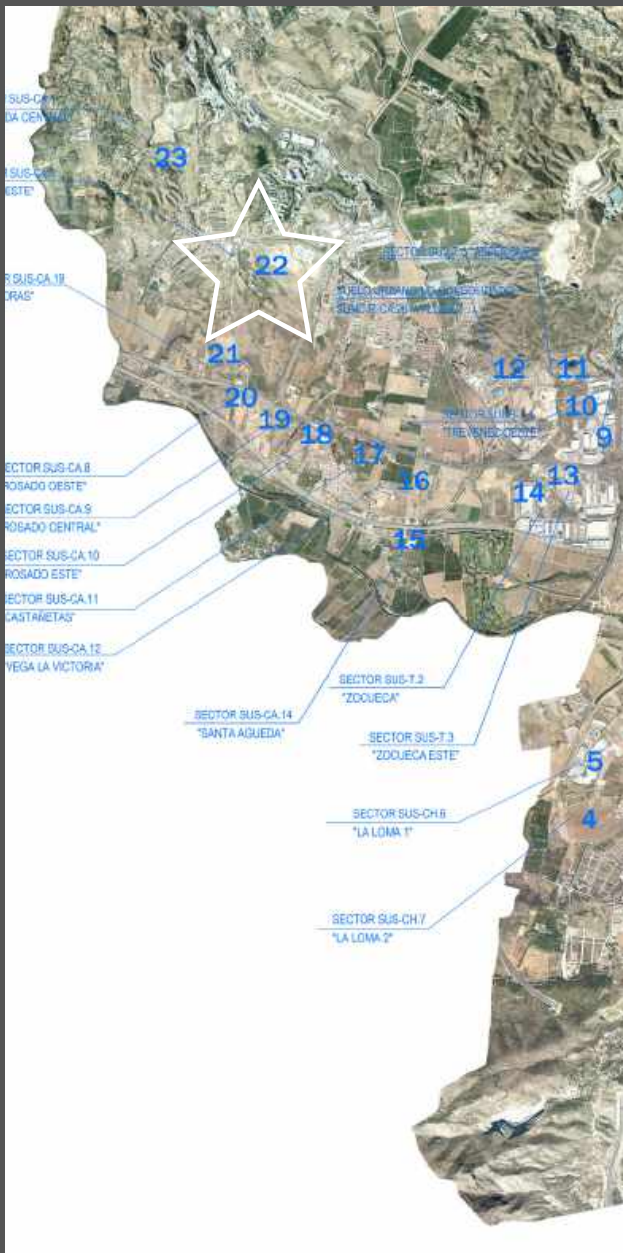 23
ESTE"
22
21
20
19
18
17
16
15
12
11
10
9
13
14
SECTOR SUS-CA.8
ROSADO OESTE"
SECTOR SUS-CA.9
ROSADO CENTRAL"
SECTOR SUS-CA.10
ROSADO ESTE"
SECTOR SUS-CA.11
CASTAÑETAS"
SECTOR SUS-CA.12
"VEGA LA VICTORIA"
SECTOR SUS-CA.14
"SANTA AGUEDA"
SECTOR SUS-T.2
"ZOCUECA"
SECTOR SUS-T.3
"ZOCUECA ESTE"
5
SECTOR SUS-CH.6
"LA LOMA 1"
4
SECTOR SUS-CH.7
"LA LOMA 2"